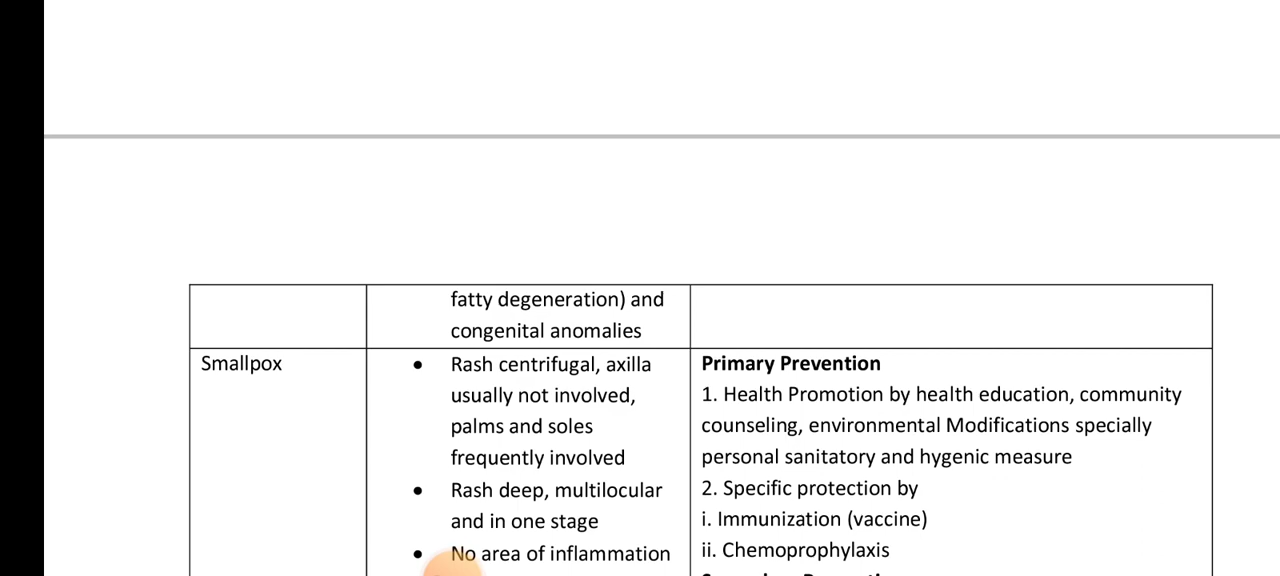 fatty degeneration) and
congenital anomalies
Smallpox
• Rash centrifugal, axilla
usually not involved,
palms and soles
frequently involved
• Rash deep, multilocular
and in one stage
• No area of inflammation
Primary Prevention
1. Health Promotion by health education, community
counseling, environmental Modifications specially
personal sanitatory and hygenic measure
2. Specific protection by
i. Immunization (vaccine)
ii. Chemoprophylaxis